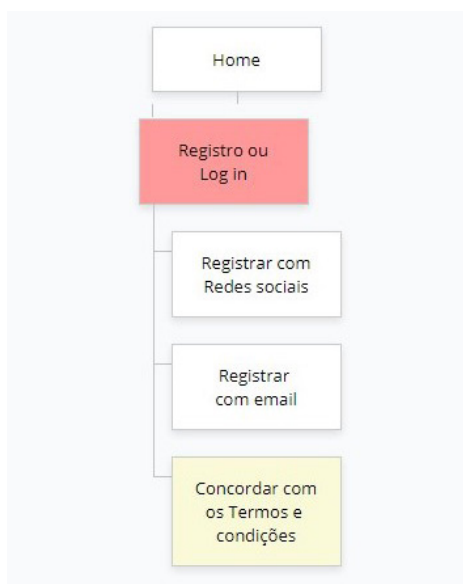 Home
Registro ou
Log in
Registrar com
Redes sociais
Registrar
com email
Concordar com
os Termos e
condições